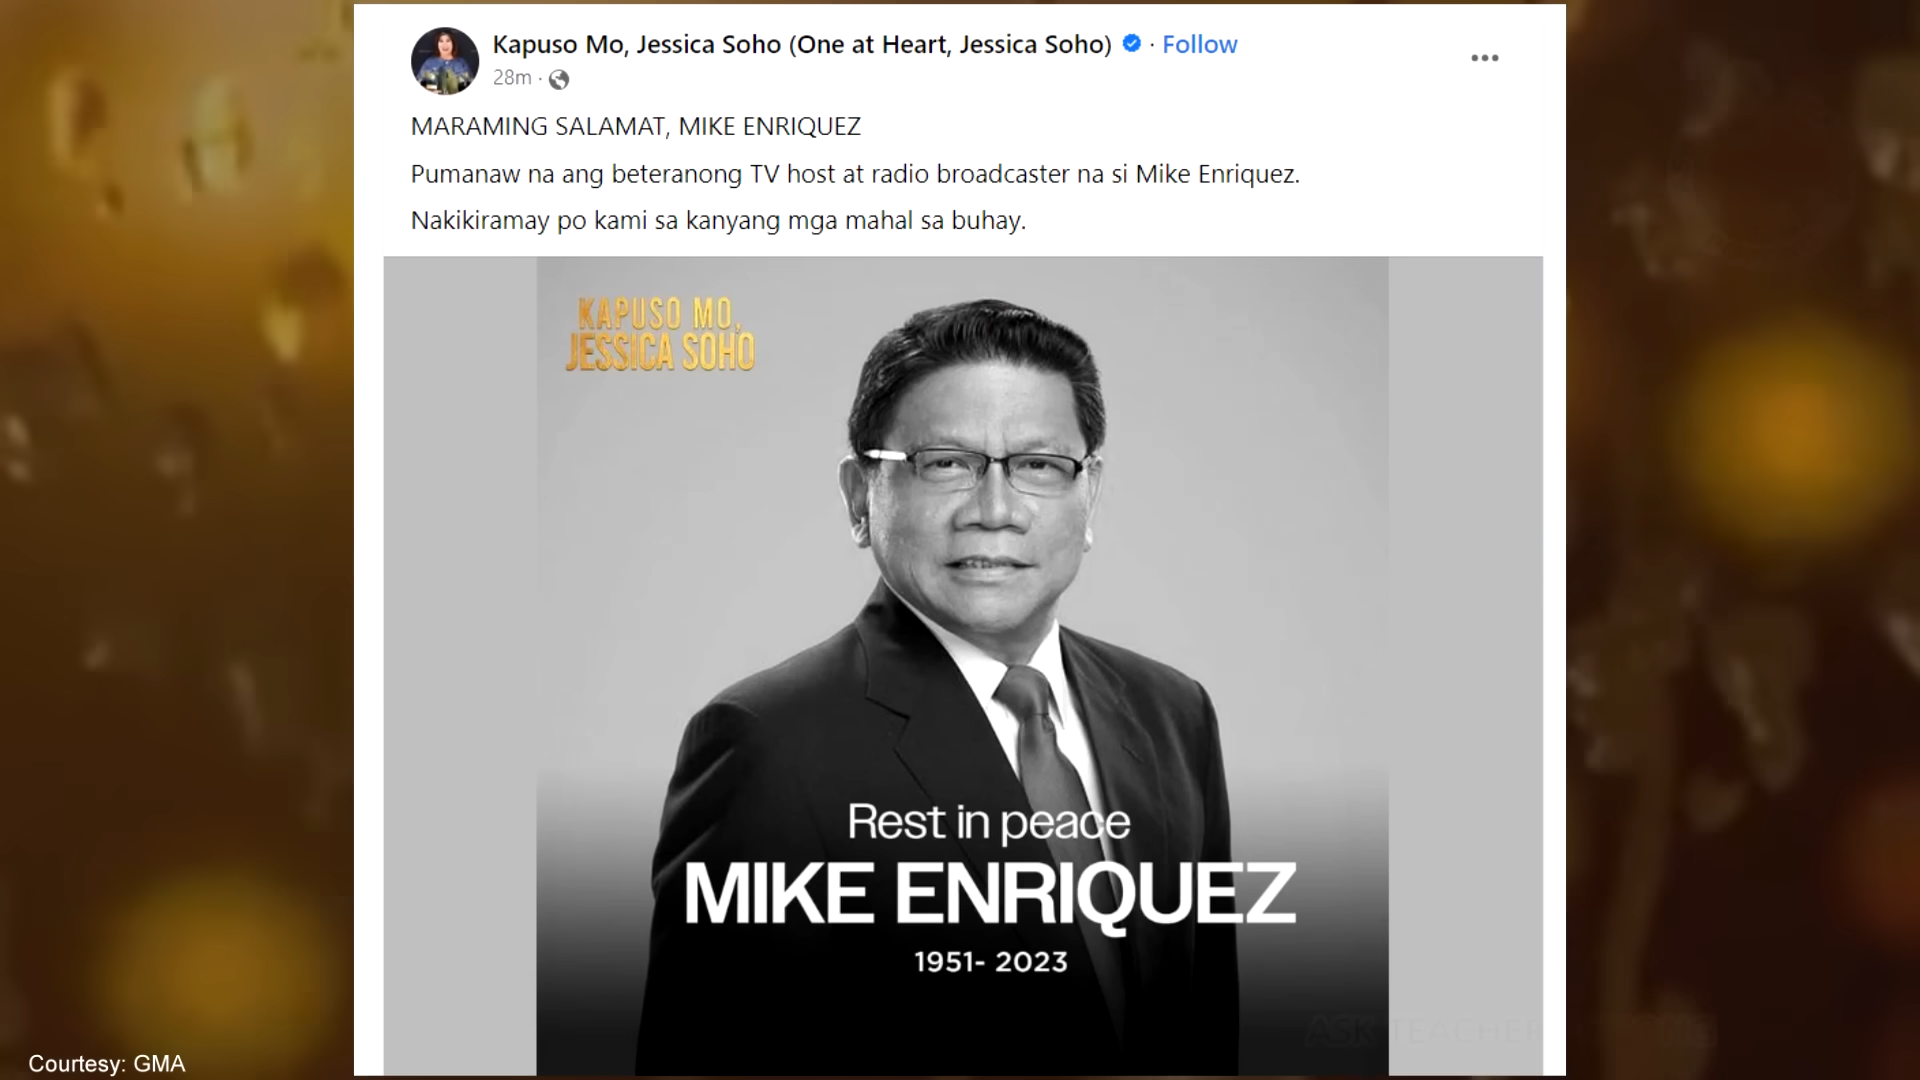 Kapuso Mo, Jessica Soho (One at Heart, Jessica Soho) · Follow
28m ·
MARAMING SALAMAT, MIKE ENRIQUEZ
Pumanaw na ang beteranong TV host at radio broadcaster na si Mike Enriquez.
Nakikiramay po kami sa kanyang mga mahal sa buhay.
KAPUSO MO,
JESSICA SOHO
Rest in peace
MIKE ENRIQUEZ
1951- 2023
ASK TEACHER
Courtesy: GMA